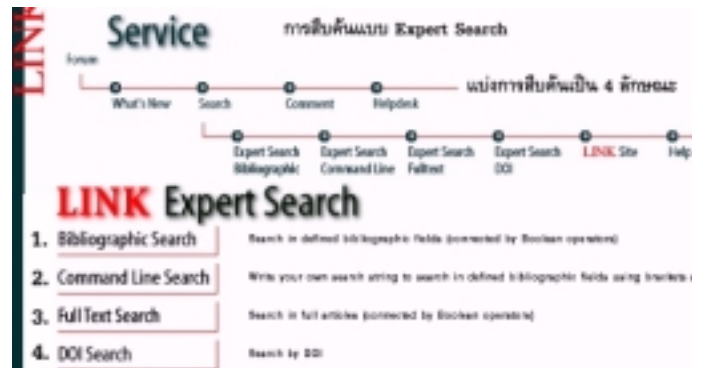 LINK
Service
การสืบค้นแบบ Expert Search
Forum
แบ่งการสืบค้นเป็น 4 ลักษณะ
What's New Search Comment Helpdesk
Expert Search Bibliographic
Expert Search Command Line
Expert Search Fulltext
Expert Search DOI
LINK Site
Help
LINK Expert Search
1. Bibliographic Search Search in defined bibliographic fields (connected by Boolean operators)
2. Command Line Search Write your own search string to search in defined bibliographic fields using brackets
3. Full Text Search Search in full articles (connected by Boolean operators)
4. DOI Search Search by DOI